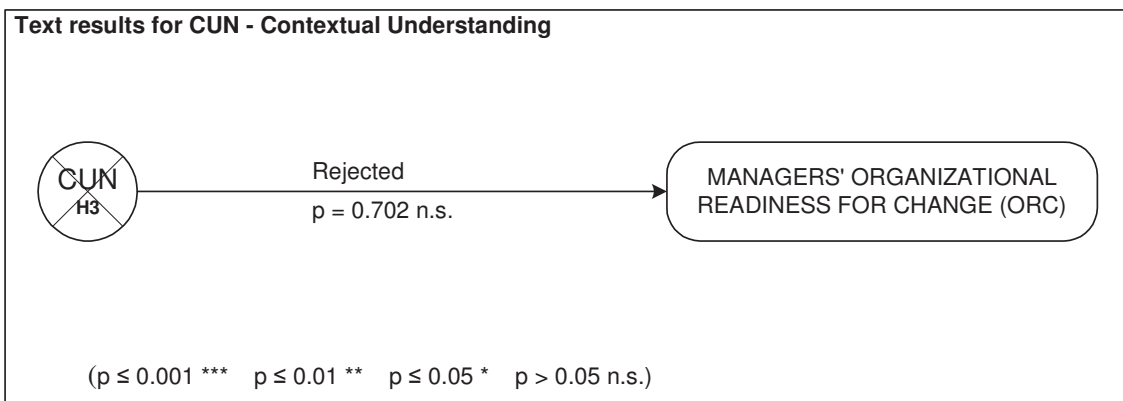 Text results for CUN - Contextual Understanding
CUN
H3
Rejected
p = 0.702 n.s.
MANAGERS' ORGANIZATIONAL
READINESS FOR CHANGE (ORC)
(p ≤ 0.001 *** p ≤ 0.01 ** p ≤ 0.05 * p > 0.05 n.s.)